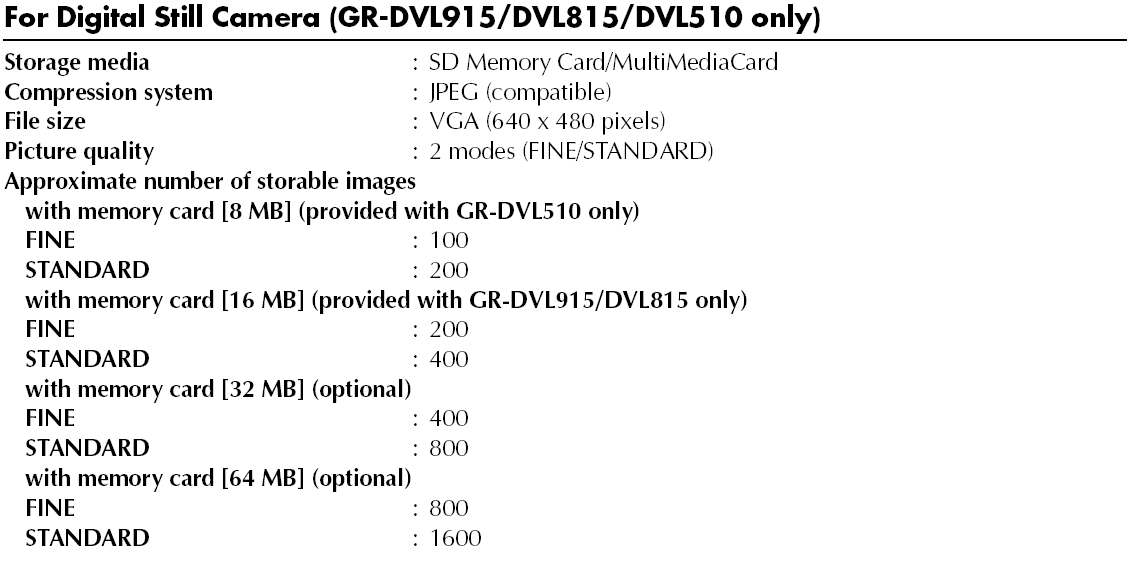 For Digital Still Camera (GR-DVL915/DVL815/DVL510 only)
Storage media : SD Memory Card/MultiMediaCard
Compression system : JPEG (compatible)
File size : VGA (640 x 480 pixels)
Picture quality : 2 modes (FINE/STANDARD)
Approximate number of storable images
with memory card [8 MB] (provided with GR-DVL510 only)
FINE : 100
STANDARD : 200
with memory card [16 MB] (provided with GR-DVL915/DVL815 only)
FINE : 200
STANDARD : 400
with memory card [32 MB] (optional)
FINE : 400
STANDARD : 800
with memory card [64 MB] (optional)
FINE : 800
STANDARD : 1600